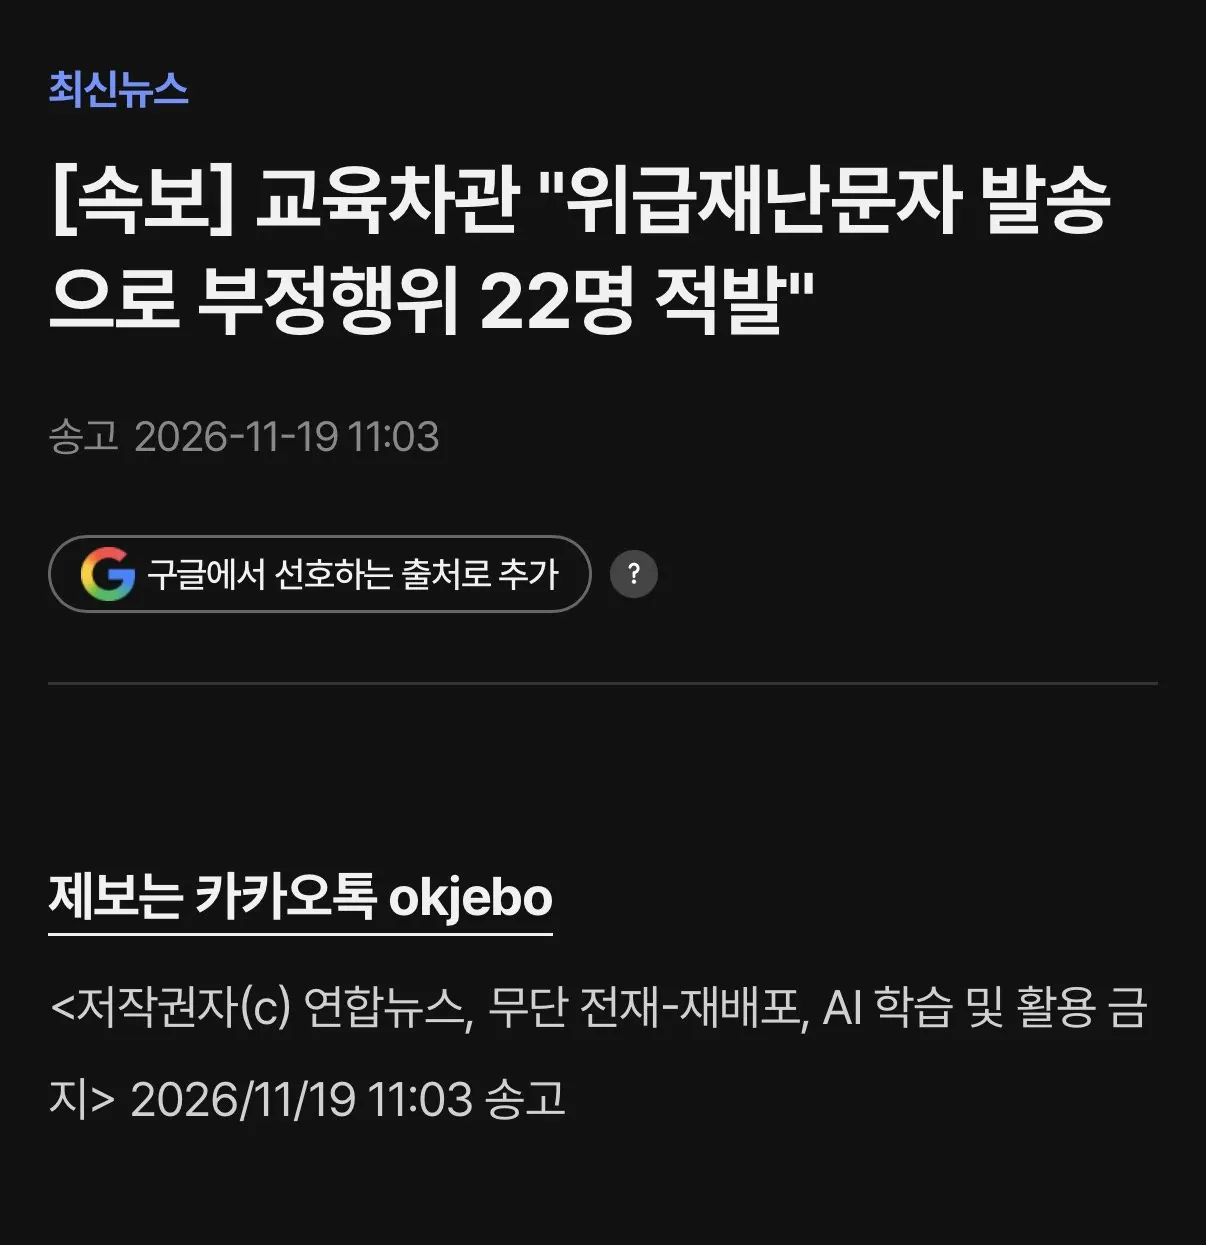 최신뉴스
[속보] 교육차관 "위급재난문자 발송
으로 부정행위 22명 적발"
송고 2026-11-19 11:03
구글에서 선호하는 출처로 추가 ?
제보는 카카오톡 okjebo
<저작권자(c) 연합뉴스, 무단 전재-재배포, AI 학습 및 활용 금
지> 2026/11/19 11:03 송고